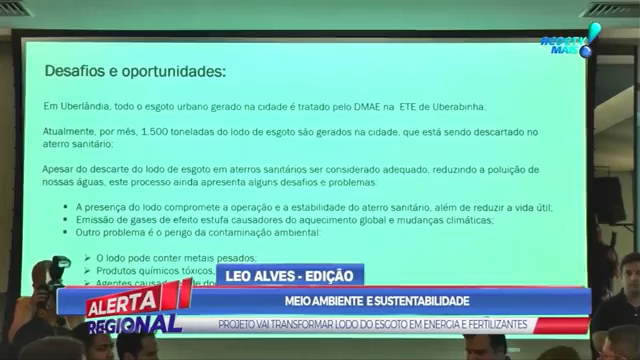 REDETV
MAIS
Desafios e oportunidades:
Em Uberlândia, todo o esgoto urbano gerado na cidade é tratado pelo DMAE na ETE de Uberabinha;
Atualmente, por mês, 1.500 toneladas do lodo de esgoto são gerados na cidade, que está sendo descartado no
aterro sanitário;
Apesar do descarte do lodo de esgoto em aterros sanitários ser considerado adequado, reduzindo a poluição de
nossas águas, este processo ainda apresenta alguns desafios e problemas:
▪ A presença do lodo compromete a operação e a estabilidade do aterro sanitário, além de reduzir a vida útil;
▪ Emissão de gases de efeito estufa causadores do aquecimento global e mudanças climáticas;
▪ Outro problema é o perigo da contaminação ambiental:
➢ O lodo pode conter metais pesados;
➢ Produtos químicos tóxicos,
➢ Agentes
LEO ALVES - EDIÇÃO
MEIO AMBIENTE E SUSTENTABILIDADE
ALERTA
REGIONAL
PROJETO VAI TRANSFORMAR LODO DO ESGOTO EM ENERGIA E FERTILIZANTES